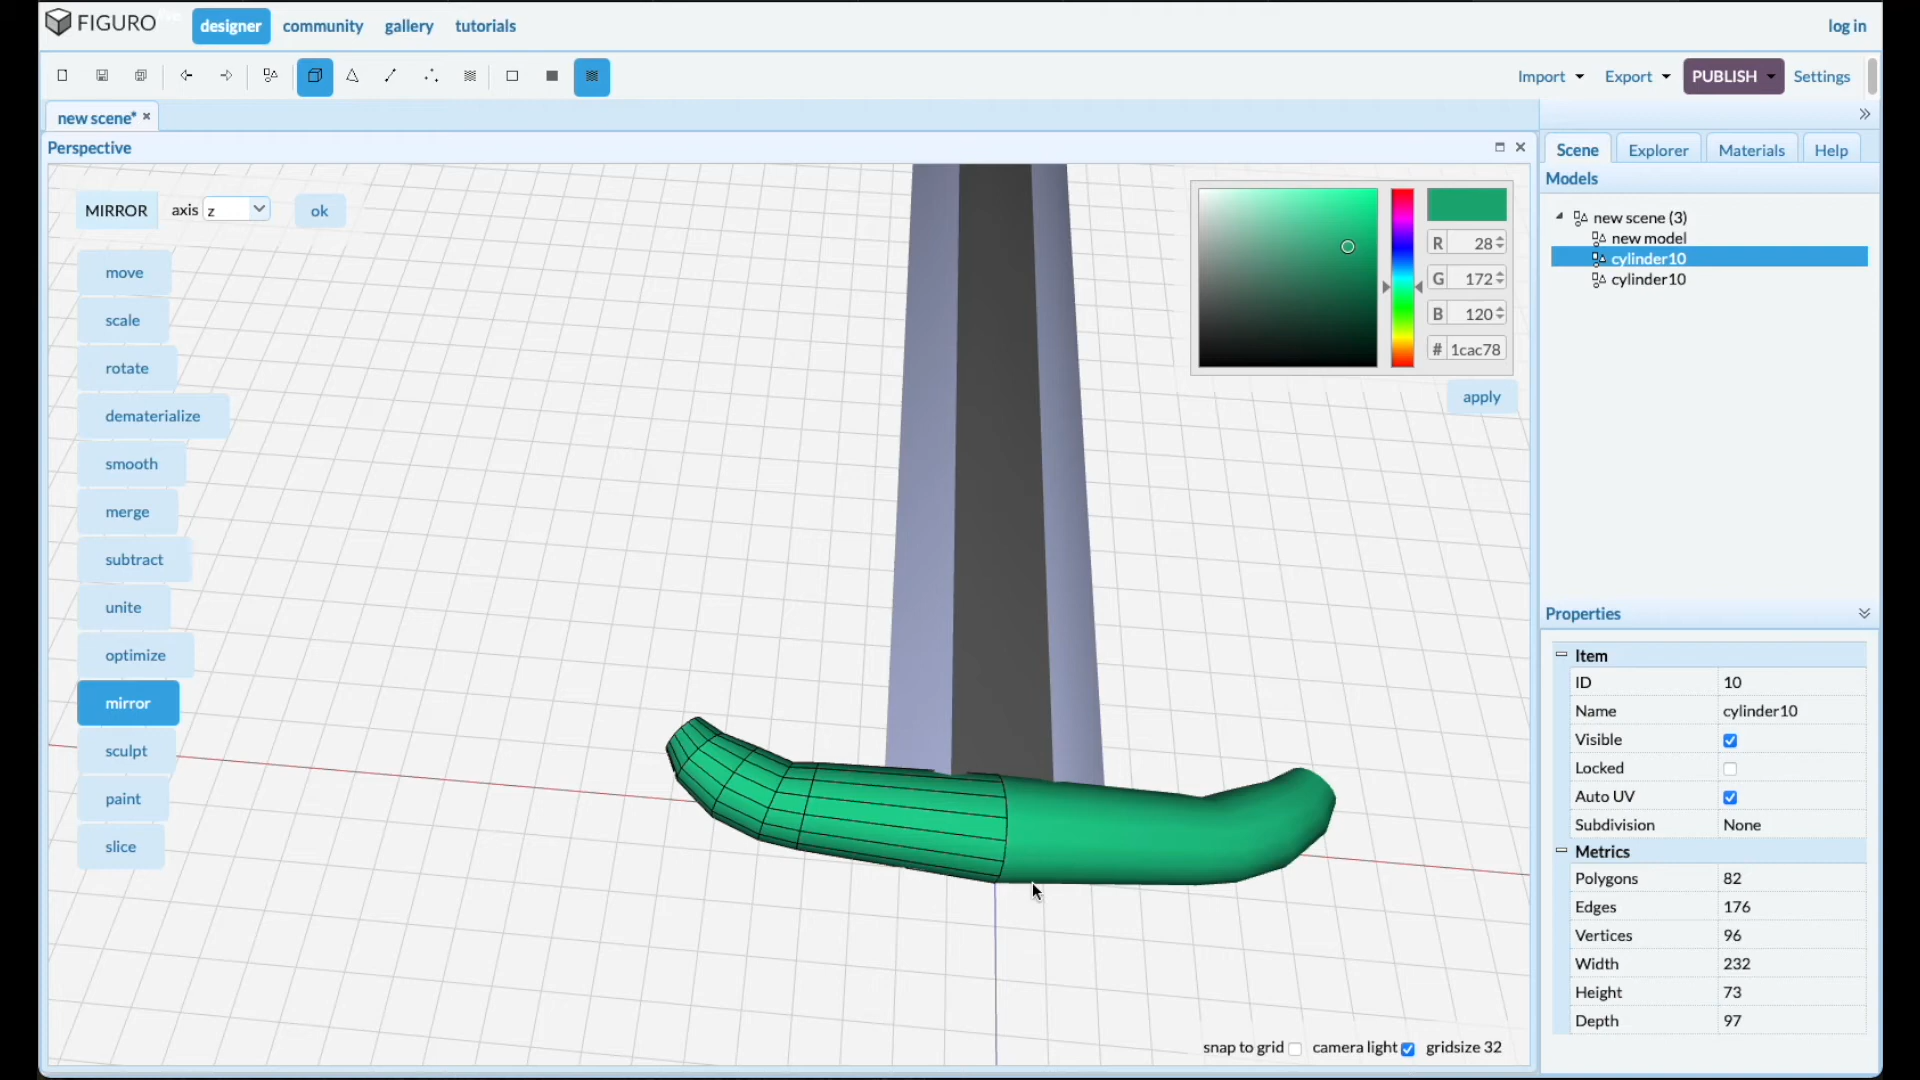 FIGURO designer community gallery tutorials log in
Import Export PUBLISH Settings
new scene* ×
Perspective
MIRROR axis z ok
move
scale
rotate
dematerialize
smooth
merge
subtract
unite
optimize
mirror
sculpt
paint
slice
R 28
G 172
B 120
# 1cac78
apply
snap to grid camera light gridsize 32
Scene Explorer Materials Help
Models
new scene (3)
new model
cylinder10
cylinder10
Properties
Item
ID 10
Name cylinder10
Visible
Locked
Auto UV
Subdivision None
Metrics
Polygons 82
Edges 176
Vertices 96
Width 232
Height 73
Depth 97